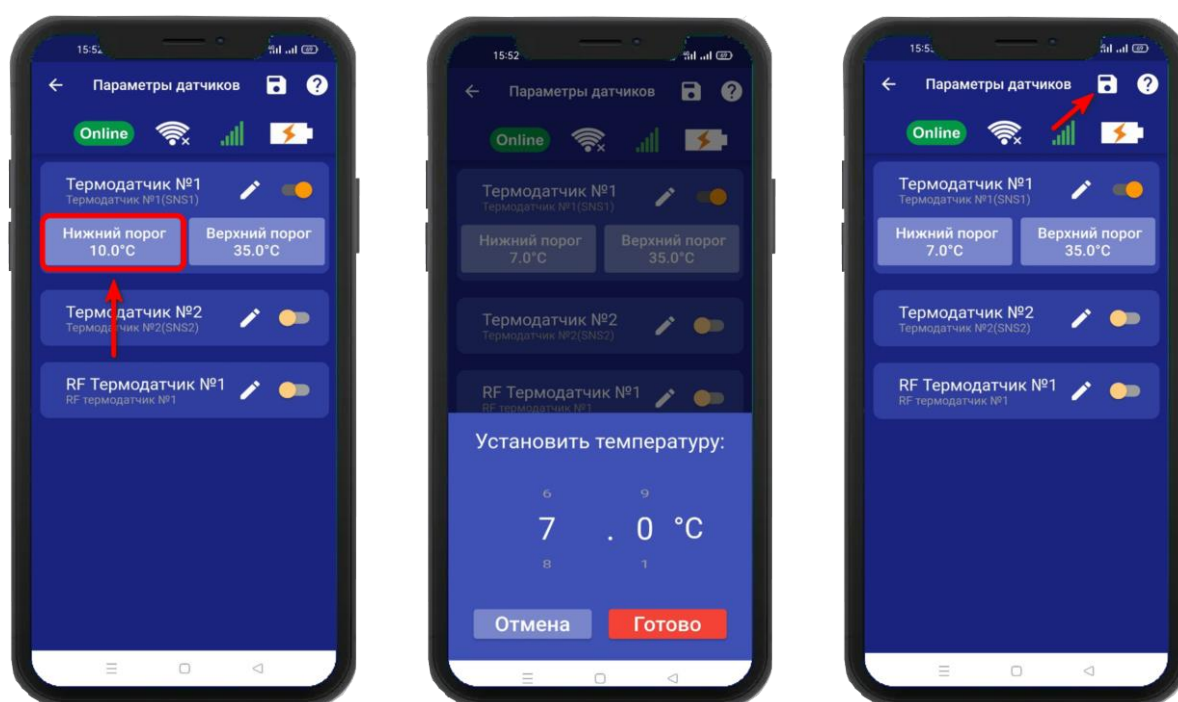 15:52
Параметры датчиков
?
Online
Термодатчик №1
Термодатчик №1(SNS1)
Нижний порог
10.0°C
Верхний порог
35.0°C
Термодатчик №2
Термодатчик №2(SNS2)
RF Термодатчик №1
RF термодатчик №1
15:52
Параметры датчиков
?
Online
Термодатчик №1
Термодатчик №1(SNS1)
Нижний порог
7.0°C
Верхний порог
35.0°C
Термодатчик №2
Термодатчик №2(SNS2)
RF Термодатчик №1
RF термодатчик №1
Установить температуру:
6 9
7 . 0 °C
8 1
Отмена
Готово
Параметры датчиков
?
Online
Термодатчик №1
Термодатчик №1(SNS1)
Нижний порог
7.0°C
Верхний порог
35.0°C
Термодатчик №2
Термодатчик №2(SNS2)
RF Термодатчик №1
RF термодатчик №1